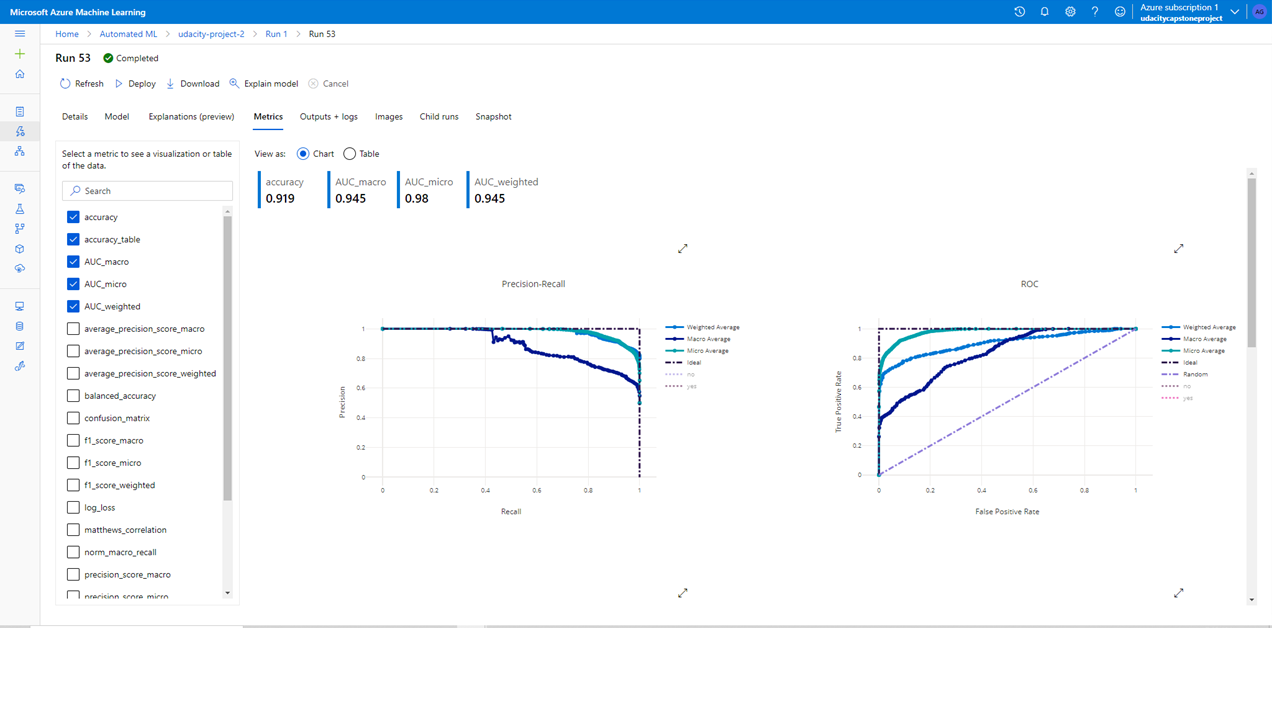 Microsoft Azure Machine Learning
Azure subscription 1
udacitycapstoneproject
AG
Home > Automated ML > udacity-project-2 > Run 1 > Run 53
Run 53 Completed
Refresh Deploy Download Explain model Cancel
Details Model Explanations (preview) Metrics Outputs + logs Images Child runs Snapshot
Select a metric to see a visualization or table
of the data.
Search
accuracy
accuracy_table
AUC_macro
AUC_micro
AUC_weighted
average_precision_score_macro
average_precision_score_micro
average_precision_score_weighted
balanced_accuracy
confusion_matrix
f1_score_macro
f1_score_micro
f1_score_weighted
log_loss
matthews_correlation
norm_macro_recall
precision_score_macro
precision_score_micro
View as: Chart Table
accuracy AUC_macro AUC_micro AUC_weighted
0.919 0.945 0.98 0.945
Precision-Recall
1
0.8
0.6
0.4
0.2
0
Precision
0 0.2 0.4 0.6 0.8 1
Recall
Weighted Average
Macro Average
Micro Average
Ideal
no
yes
ROC
1
0.8
0.6
0.4
0.2
0
True Positive Rate
0 0.2 0.4 0.6 0.8 1
False Positive Rate
Weighted Average
Macro Average
Micro Average
Ideal
Random
no
yes